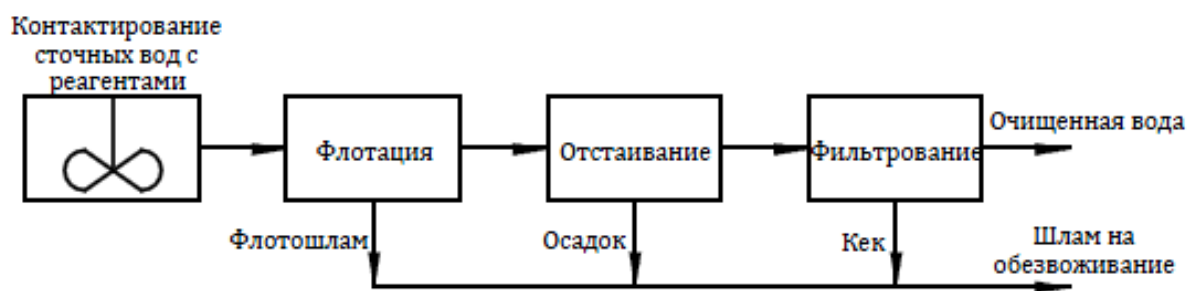 Контактирование
сточных вод с
реагентами
Флотация
Отстаивание
Фильтрование
Очищенная вода
Флотошлам
Осадок
Кек
Шлам на
обезвоживание